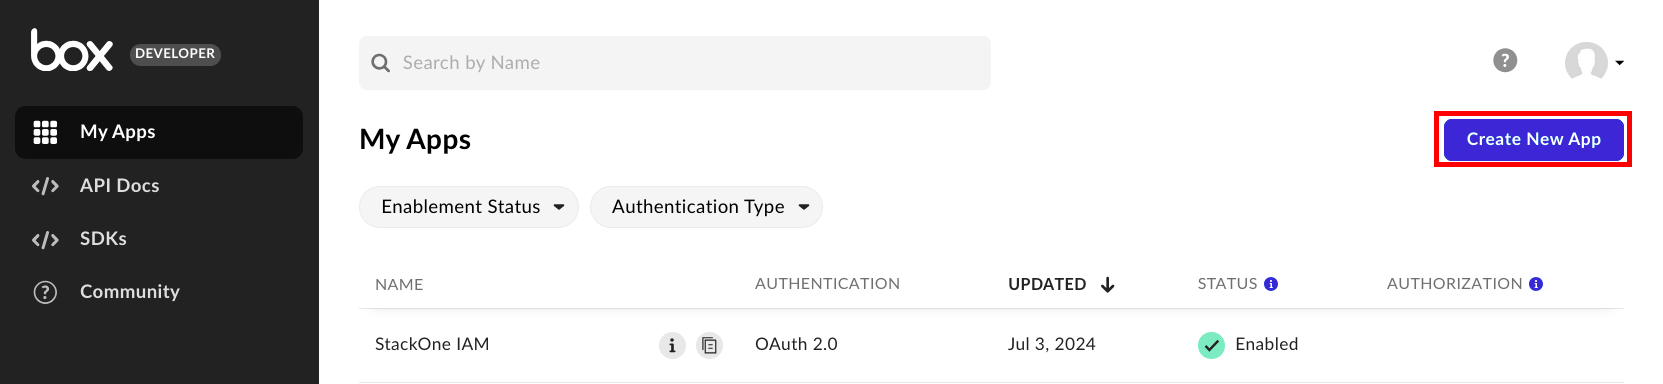 box DEVELOPER
My Apps
API Docs
SDKs
Community
Search by Name
My Apps
Create New App
Enablement Status
Authentication Type
NAME AUTHENTICATION UPDATED STATUS AUTHORIZATION
StackOne IAM OAuth 2.0 Jul 3, 2024 Enabled